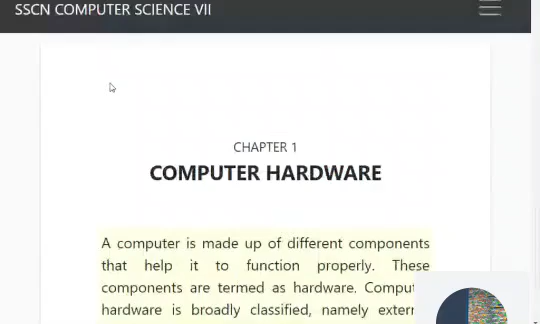 SSCN COMPUTER SCIENCE VII
CHAPTER 1
COMPUTER HARDWARE
A computer is made up of different components
that help it to function properly. These
components are termed as hardware.
hardware is broadly classified, namely